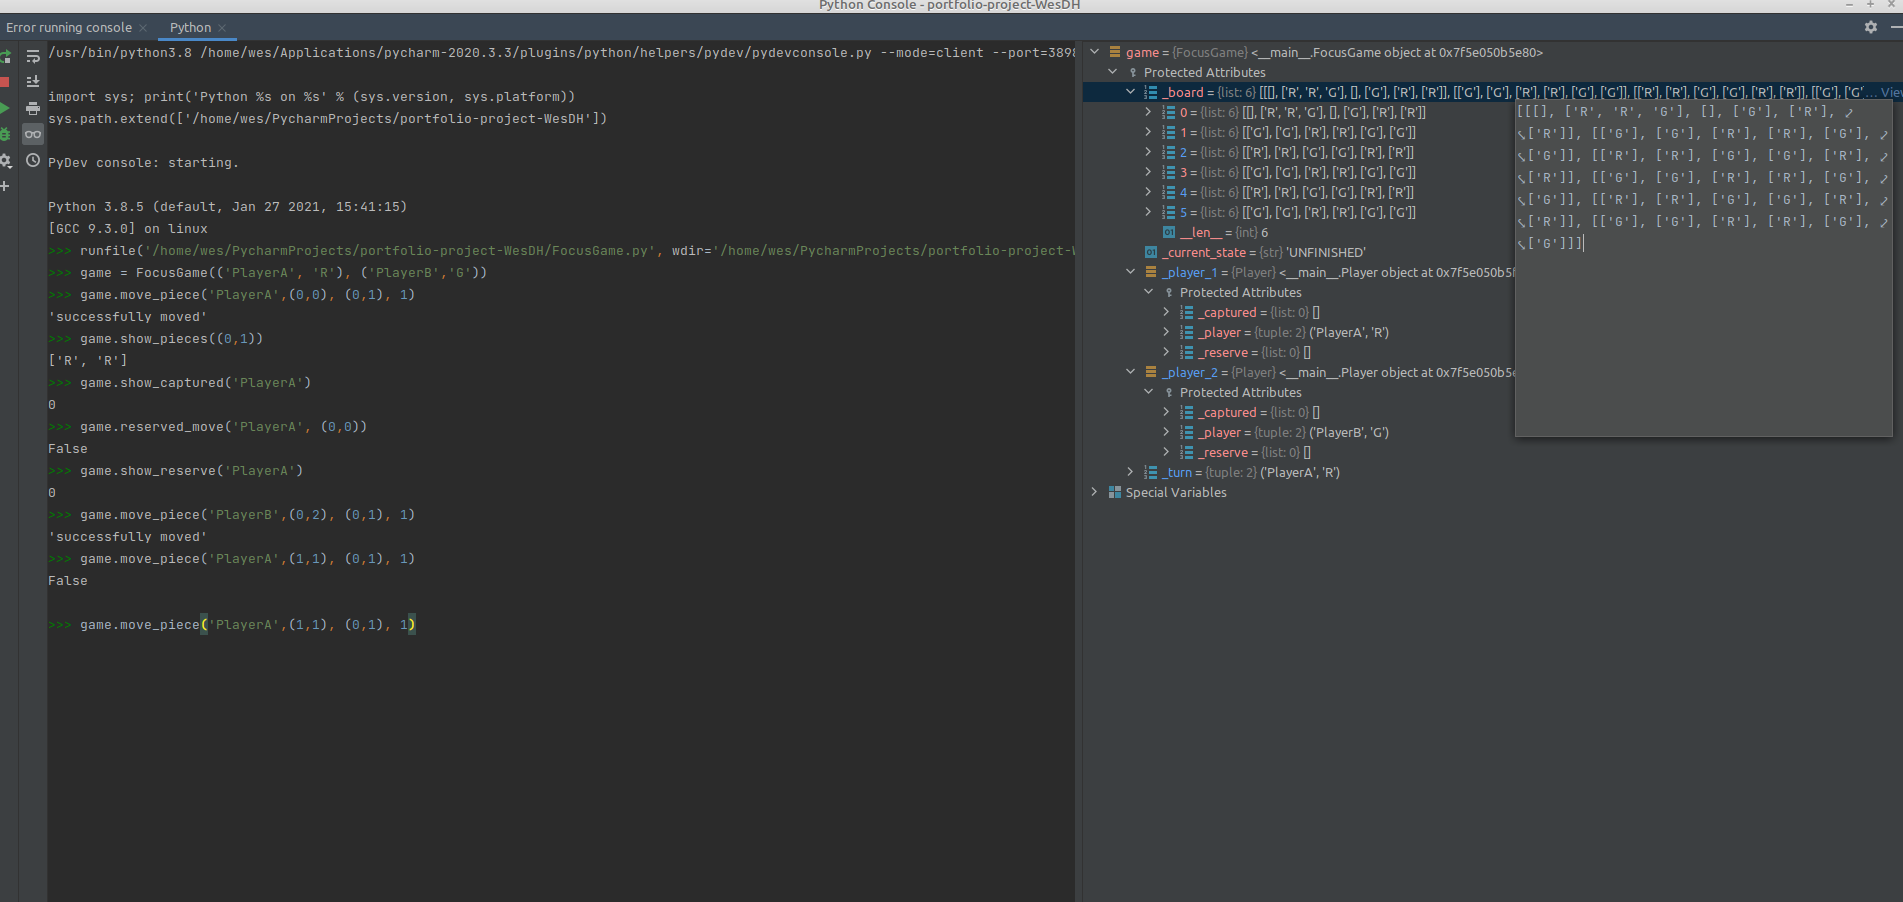 Python Console - portfolio-project-WesDH
Error running console
Python
/usr/bin/python3.8 /home/wes/Applications/pycharm-2020.3.3/plugins/python/helpers/pydev/pydevconsole.py --mode=client --port=3898
import sys; print('Python %s on %s' % (sys.version, sys.platform))
sys.path.extend(['/home/wes/PycharmProjects/portfolio-project-WesDH'])
PyDev console: starting.
Python 3.8.5 (default, Jan 27 2021, 15:41:15)
[GCC 9.3.0] on linux
>>> runfile('/home/wes/PycharmProjects/portfolio-project-WesDH/FocusGame.py', wdir='/home/wes/PycharmProjects/portfolio-project-W
>>> game = FocusGame(('PlayerA', 'R'), ('PlayerB','G'))
>>> game.move_piece('PlayerA',(0,0), (0,1), 1)
'successfully moved'
>>> game.show_pieces((0,1))
['R', 'R']
>>> game.show_captured('PlayerA')
0
>>> game.reserved_move('PlayerA', (0,0))
False
>>> game.show_reserve('PlayerA')
0
>>> game.move_piece('PlayerB',(0,2), (0,1), 1)
'successfully moved'
>>> game.move_piece('PlayerA',(1,1), (0,1), 1)
False
>>> game.move_piece('PlayerA',(1,1), (0,1), 1)
game = {FocusGame} <__main__.FocusGame object at 0x7f5e050b5e80>
Protected Attributes
_board = {list: 6} [[[], ['R', 'R', 'G'], [], ['G'], ['R'], ['R']], [['G'], ['G'], ['R'], ['R'], ['G'], ['G']], [['R'], ['R'], ['G'], ['G'], ['R'], ['R']], [['G'], ['G'... View
0 = {list: 6} [[], ['R', 'R', 'G'], [], ['G'], ['R'], ['R']]
1 = {list: 6} [['G'], ['G'], ['R'], ['R'], ['G'], ['G']]
2 = {list: 6} [['R'], ['R'], ['G'], ['G'], ['R'], ['R']]
3 = {list: 6} [['G'], ['G'], ['R'], ['R'], ['G'], ['G']]
4 = {list: 6} [['R'], ['R'], ['G'], ['G'], ['R'], ['R']]
5 = {list: 6} [['G'], ['G'], ['R'], ['R'], ['G'], ['G']]
__len__ = {int} 6
_current_state = {str} 'UNFINISHED'
_player_1 = {Player} <__main__.Player object at 0x7f5e050b5f
Protected Attributes
_captured = {list: 0} []
_player = {tuple: 2} ('PlayerA', 'R')
_reserve = {list: 0} []
_player_2 = {Player} <__main__.Player object at 0x7f5e050b5e
Protected Attributes
_captured = {list: 0} []
_player = {tuple: 2} ('PlayerB', 'G')
_reserve = {list: 0} []
_turn = {tuple: 2} ('PlayerA', 'R')
Special Variables
[[[], ['R', 'R', 'G'], [], ['G'], ['R'],
['R']], [['G'], ['G'], ['R'], ['R'], ['G'],
['G']], [['R'], ['R'], ['G'], ['G'], ['R'],
['R']], [['G'], ['G'], ['R'], ['R'], ['G'],
['G']], [['R'], ['R'], ['G'], ['G'], ['R'],
['R']], [['G'], ['G'], ['R'], ['R'], ['G'],
['G']]]